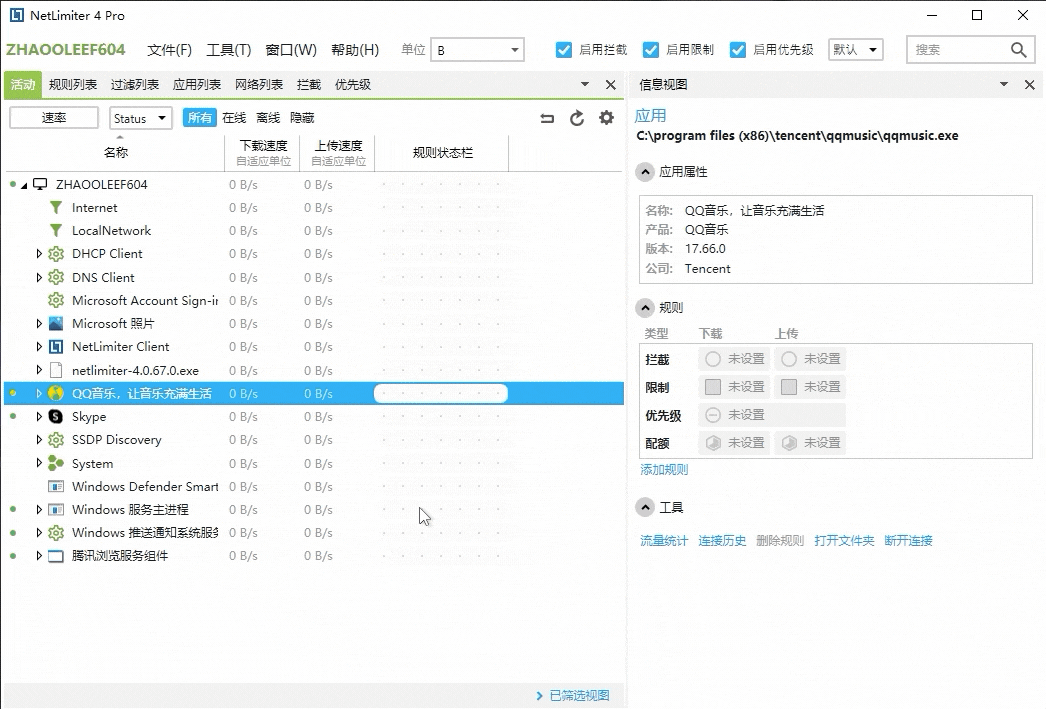 NetLimiter 4 Pro
ZHAOOLEEF604 文件(F) 工具(T) 窗口(W) 帮助(H) 单位 B 启用拦截 启用限制 启用优先级 默认 搜索
活动 规则列表 过滤列表 应用列表 网络列表 拦截 优先级
速率 Status 所有 在线 离线 隐藏
名称 下载速度 上传速度 规则状态栏
自适应单位 自适应单位
ZHAOOLEEF604 0 B/s 0 B/s
Internet 0 B/s 0 B/s
LocalNetwork 0 B/s 0 B/s
DHCP Client 0 B/s 0 B/s
DNS Client 0 B/s 0 B/s
Microsoft Account Sign-in 0 B/s 0 B/s
Microsoft 照片 0 B/s 0 B/s
NetLimiter Client 0 B/s 0 B/s
netlimiter-4.0.67.0.exe 0 B/s 0 B/s
QQ音乐，让音乐充满生活 0 B/s 0 B/s
Skype 0 B/s 0 B/s
SSDP Discovery 0 B/s 0 B/s
System 0 B/s 0 B/s
Windows Defender Smart 0 B/s 0 B/s
Windows 服务主进程 0 B/s 0 B/s
Windows 推送通知系统服务 0 B/s 0 B/s
腾讯浏览服务组件 0 B/s 0 B/s
已筛选视图
信息视图
应用
C:\program files (x86)\tencent\qqmusic\qqmusic.exe
应用属性
名称: QQ音乐，让音乐充满生活
产品: QQ音乐
版本: 17.66.0
公司: Tencent
规则
类型 下载 上传
拦截 未设置 未设置
限制 未设置 未设置
优先级 未设置
配额 未设置 未设置
添加规则
工具
流量统计 连接历史 删除规则 打开文件夹 断开连接